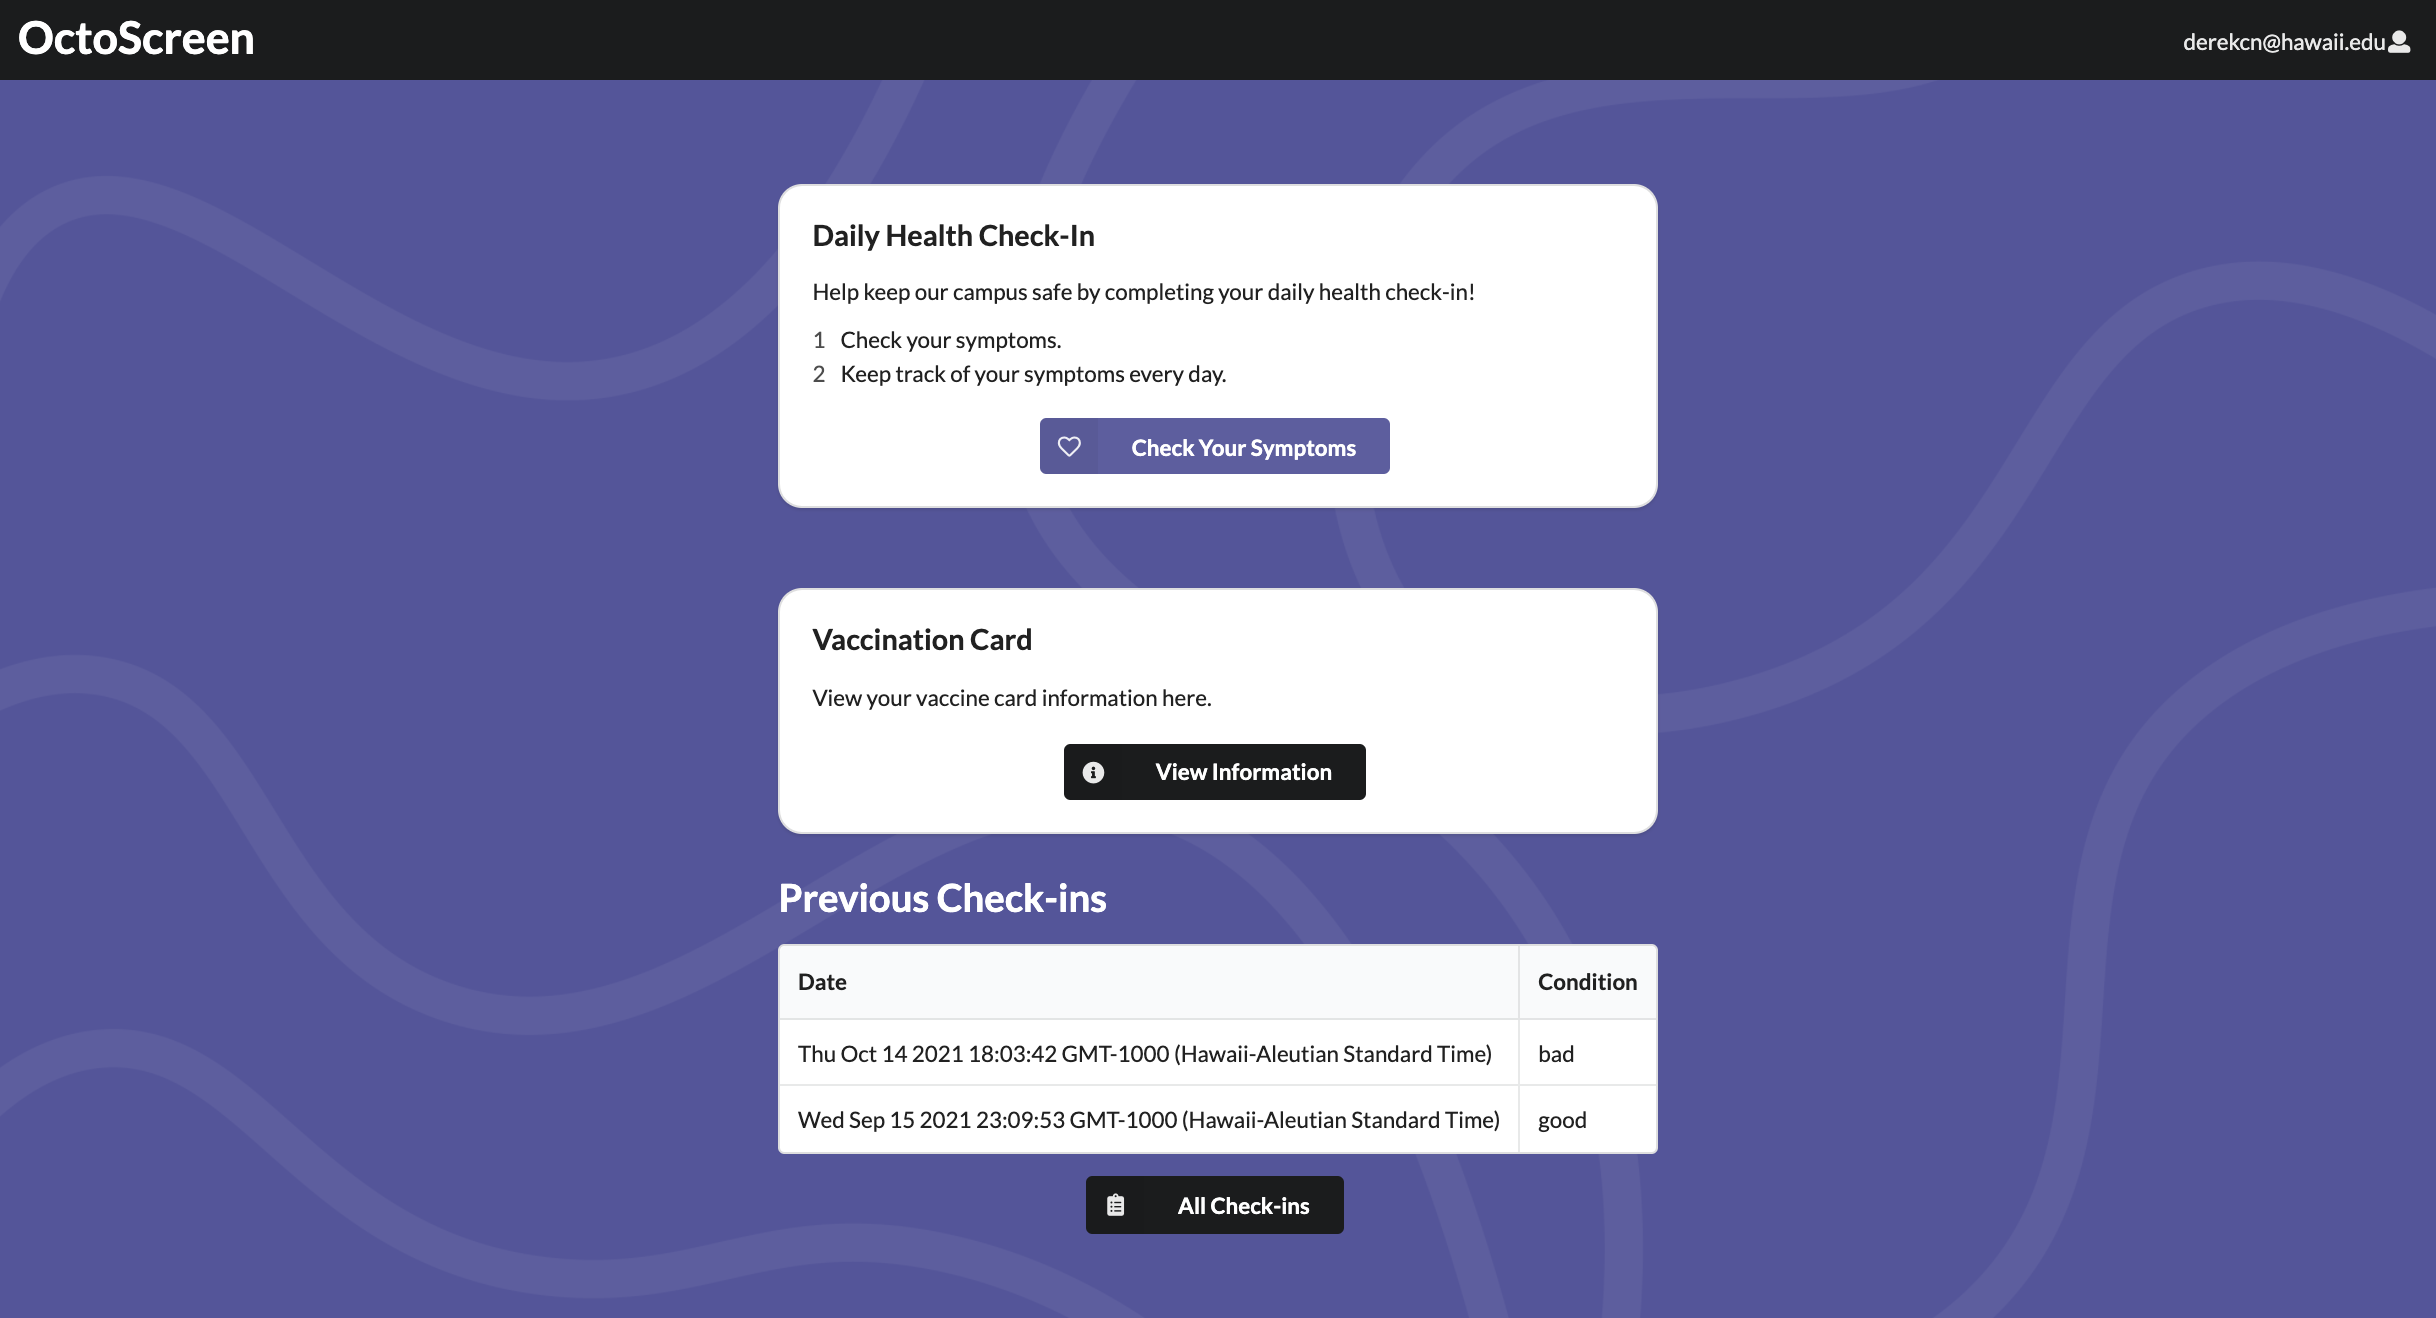 OctoScreen
derekcn@hawaii.edu
Daily Health Check-In
Help keep our campus safe by completing your daily health check-in!
1 Check your symptoms.
2 Keep track of your symptoms every day.
Check Your Symptoms
Vaccination Card
View your vaccine card information here.
View Information
Previous Check-ins
Date Condition
Thu Oct 14 2021 18:03:42 GMT-1000 (Hawaii-Aleutian Standard Time) bad
Wed Sep 15 2021 23:09:53 GMT-1000 (Hawaii-Aleutian Standard Time) good
All Check-ins